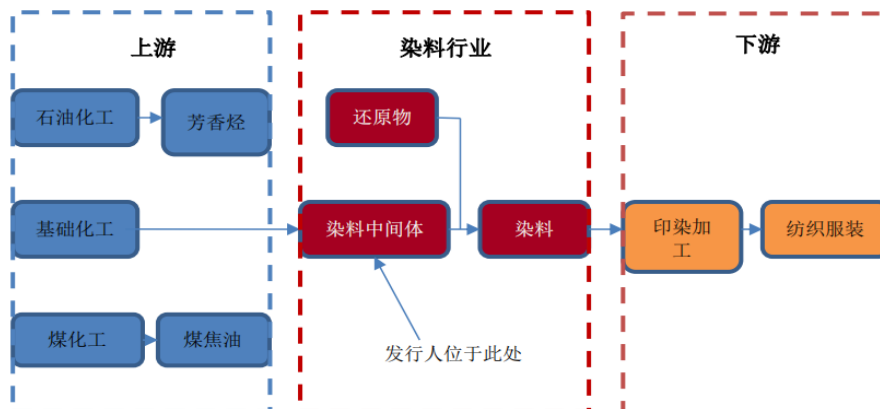 上游
染料行业
下游
石油化工
芳香烃
还原物
基础化工
染料中间体
染料
印染加
工
纺织服装
煤化工
煤焦油
发行人位于此处